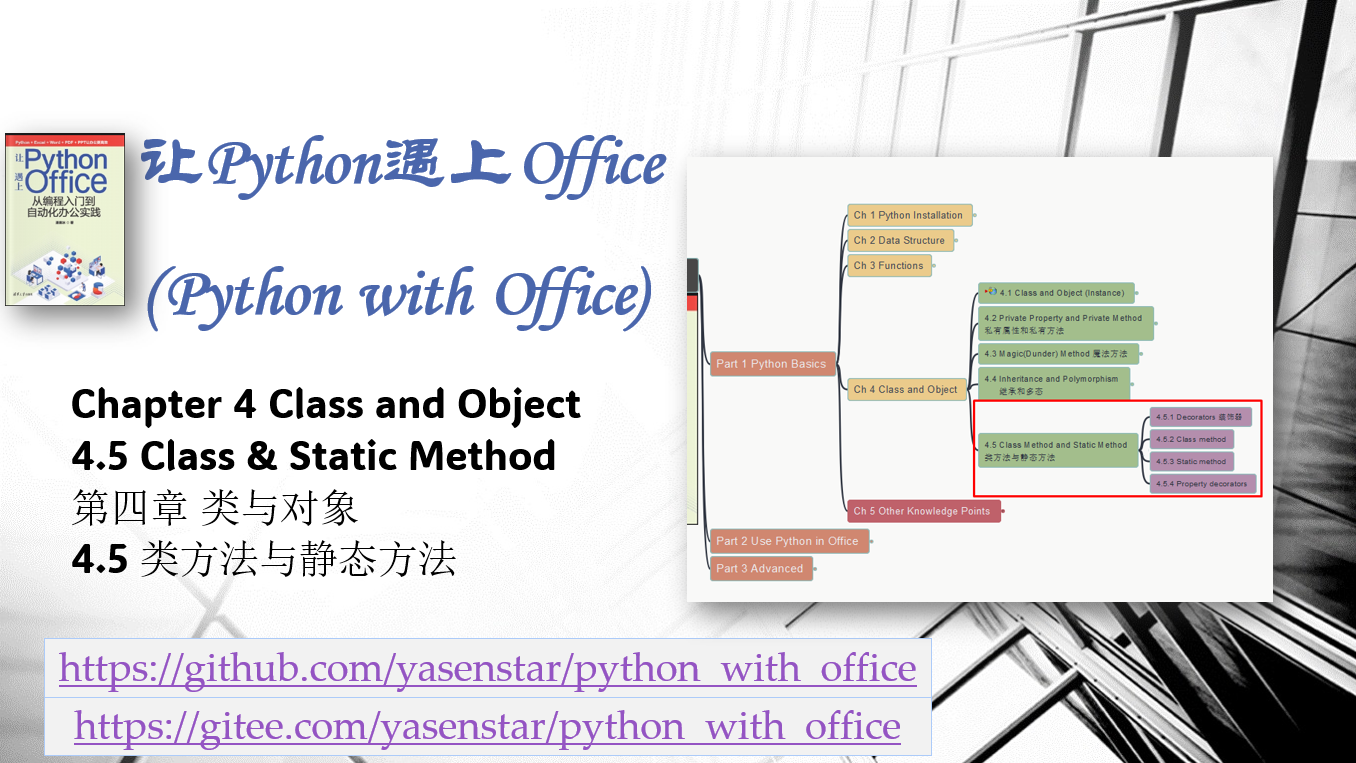 Python + Excel + Word + PDF + PPT
让
Python
遇上
Office
从编程入门到
自动化办公实践
让Python遇上Office
(Python with Office)
Chapter 4 Class and Object
4.5 Class & Static Method
第四章 类与对象
4.5 类方法与静态方法
Ch 1 Python Installation
Ch 2 Data Structure
Ch 3 Functions
4.1 Class and Object (Instance)
4.2 Private Property and Private Method
私有属性和私有方法
4.3 Magic(Dunder) Method 魔法方法
Part 1 Python Basics
Ch 4 Class and Object
4.4 Inheritance and Polymorphism
继承和多态
4.5 Class Method and Static Method
类方法与静态方法
4.5.1 Decorators 装饰器
4.5.2 Class method
4.5.3 Static method
4.5.4 Property decorators
Ch 5 Other Knowledge Points
Part 2 Use Python in Office
Part 3 Advanced
https://github.com/yasenstar/python_with_office
https://gitee.com/yasenstar/python_with_office